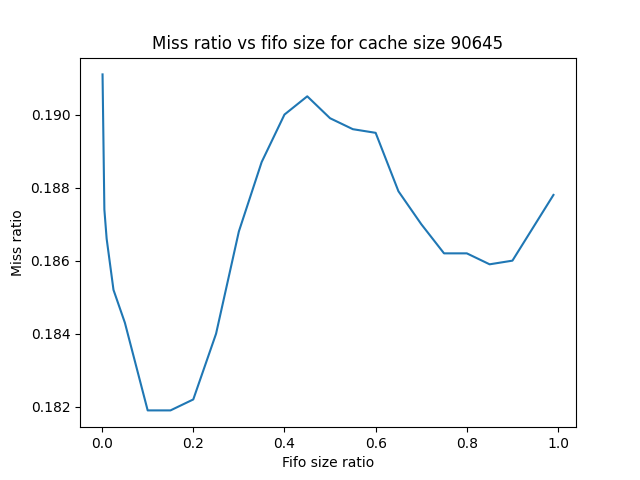 Miss ratio vs fifo size for cache size 90645
Miss ratio
0.190
0.188
0.186
0.184
0.182
0.0 0.2 0.4 0.6 0.8 1.0
Fifo size ratio